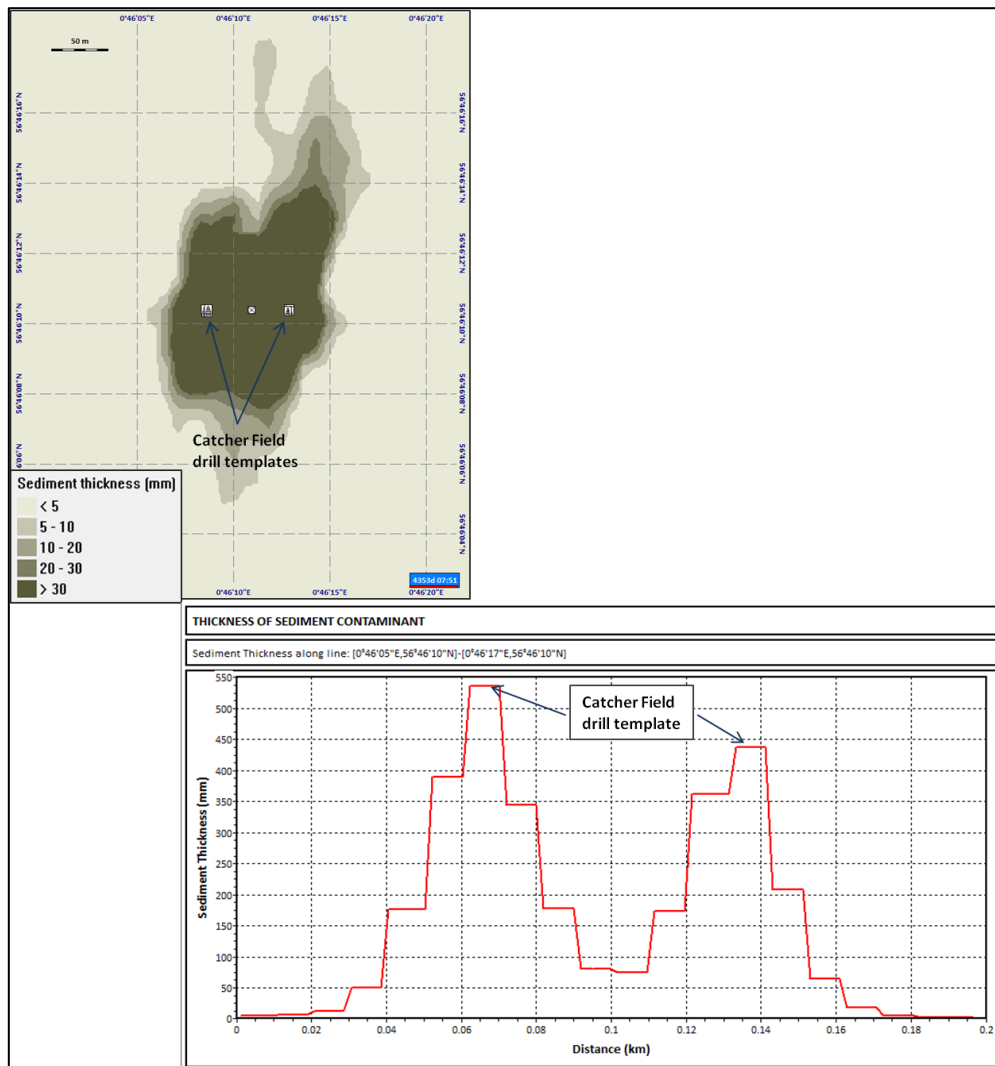 0°46'05"E 0°46'10"E 0°46'15"E 0°46'20"E
50 m
56°46'16"N 56°46'16"N
56°46'14"N 56°46'14"N
56°46'12"N 56°46'12"N
56°46'10"N 56°46'10"N
56°46'08"N 56°46'08"N
Catcher Field
drill templates
6'06"N 56°46'06"N
56°46'04"N
Sediment thickness (mm)
< 5
5 - 10
10 - 20
20 - 30
> 30
4353d 07:51
0°46'10"E 0°46'15"E 0°46'20"E
THICKNESS OF SEDIMENT CONTAMINANT
Sediment Thickness along line: [0°46'05"E,56°46'10"N]-[0°46'17"E,56°46'10"N]
Sediment Thickness (mm)
550
500
450
400
350
300
250
200
150
100
50
0
Catcher Field
drill template
0 0.02 0.04 0.06 0.08 0.1 0.12 0.14 0.16 0.18 0.2
Distance (km)